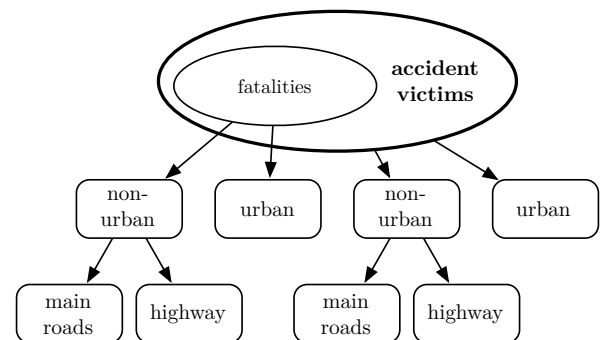 fatalities
accident
victims
non-
urban
urban
non-
urban
urban
main
roads
highway
main
roads
highway